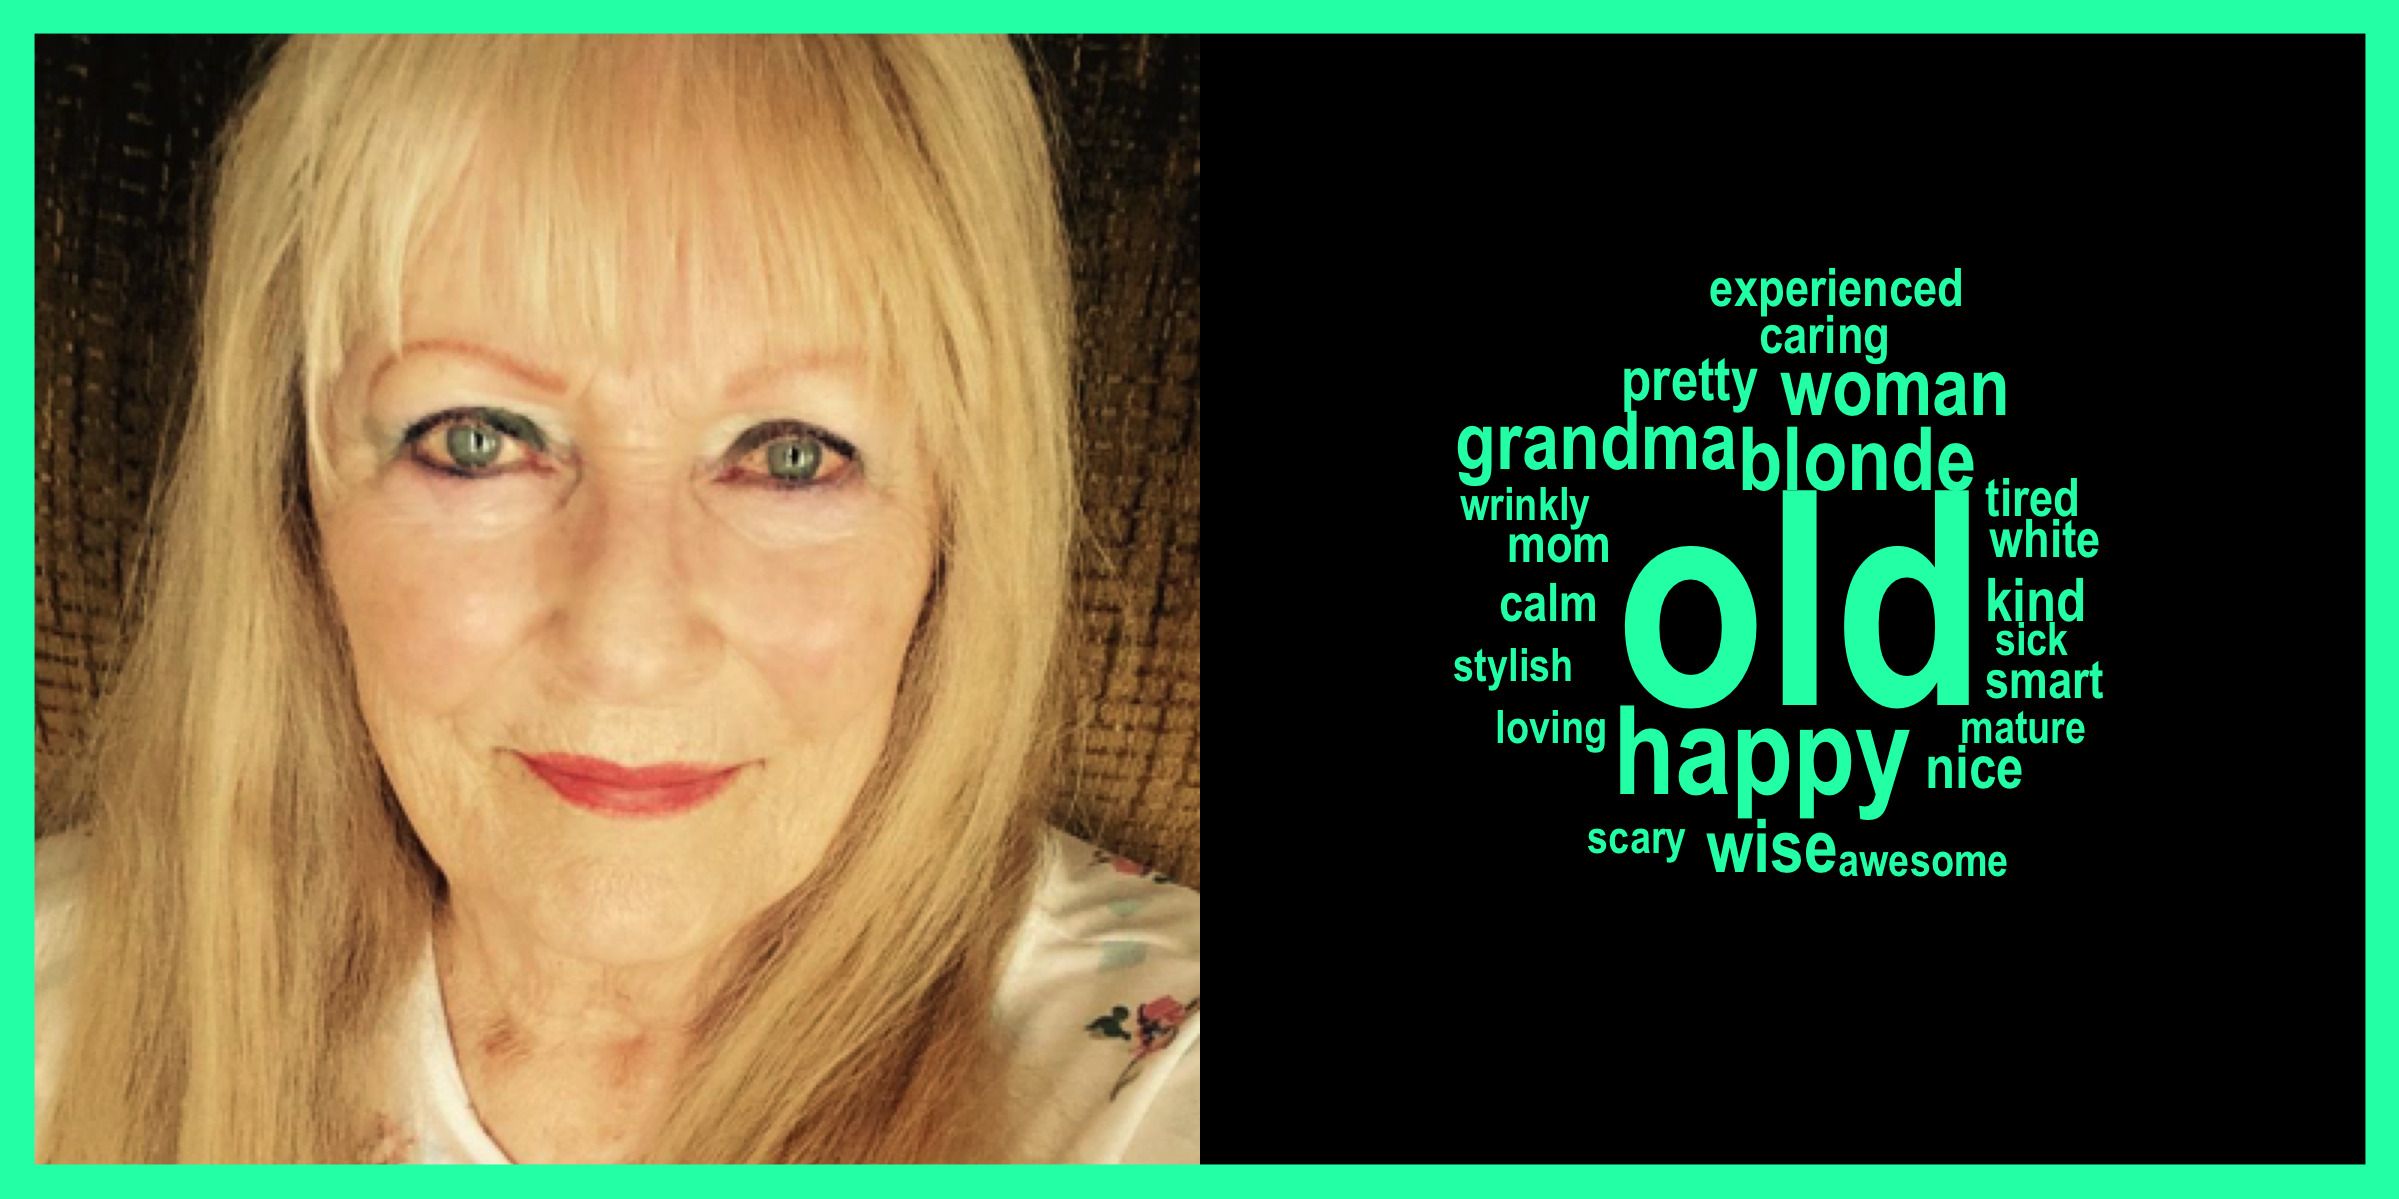 experienced
caring
pretty woman
grandma blonde
tired
wrinkly
white
mom
old
calm
kind
sick
stylish
smart
loving
mature
happy
nice
scary wise awesome